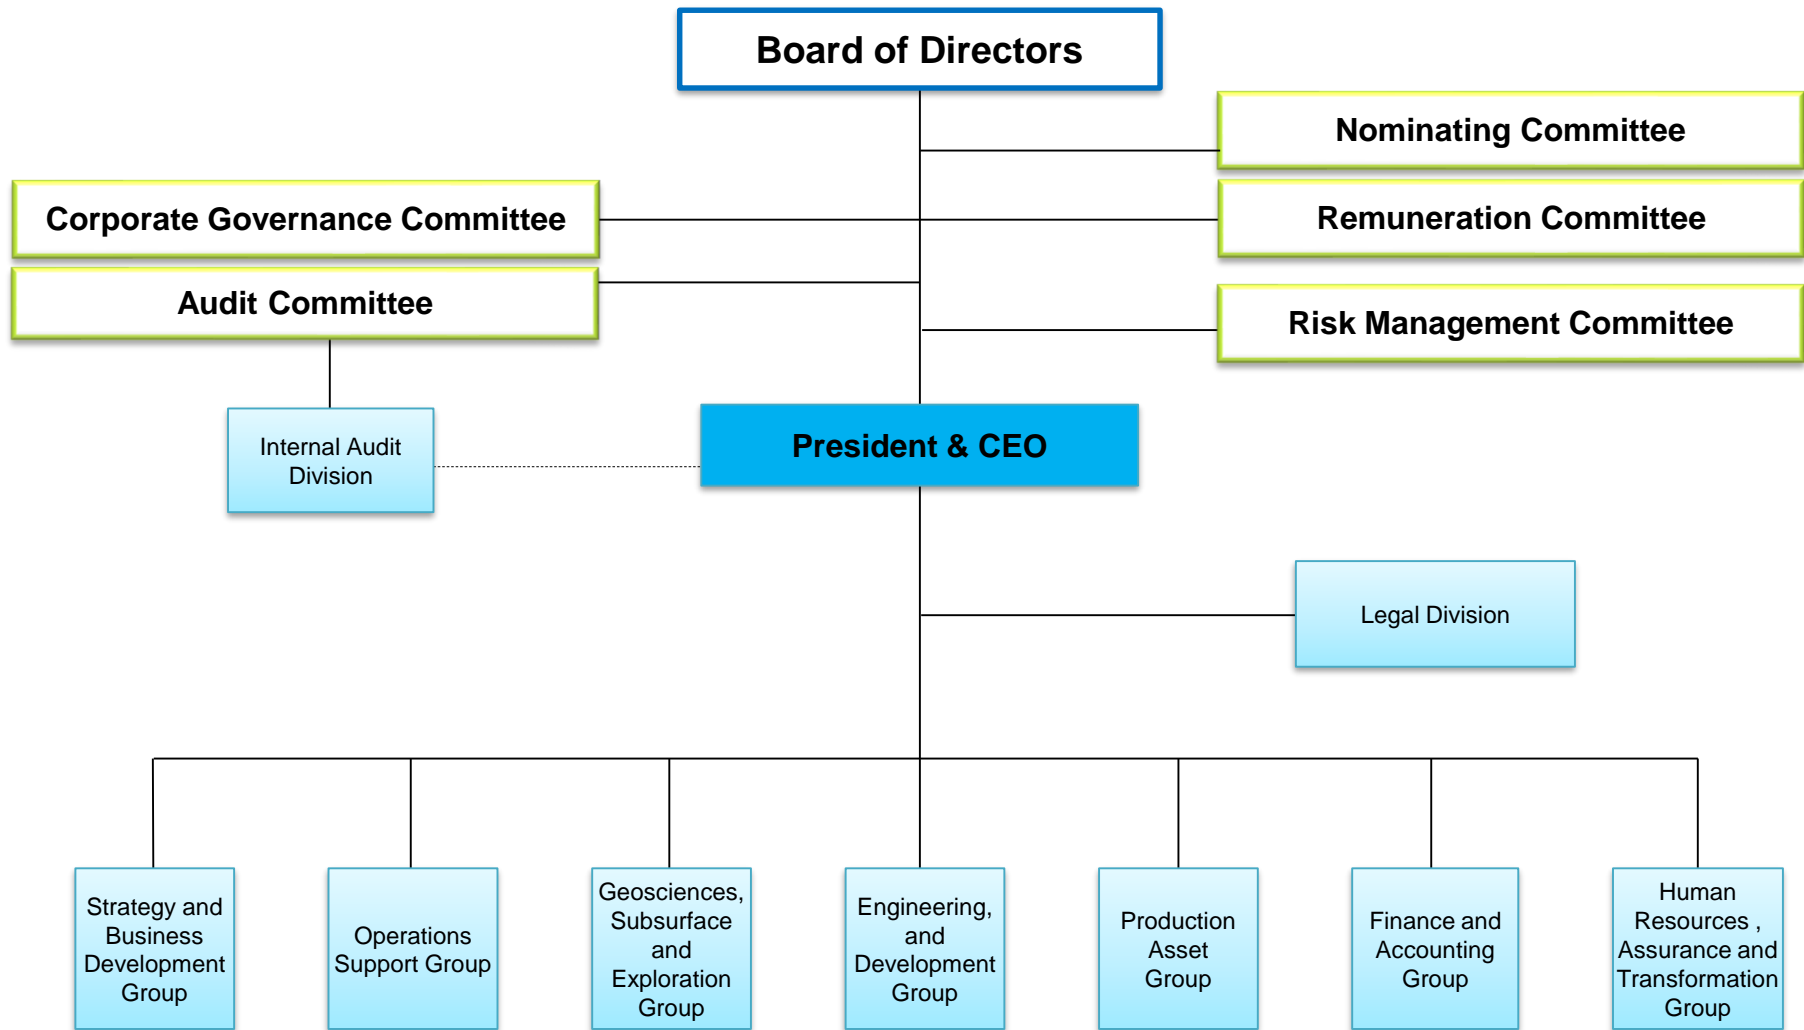 Board of Directors
Nominating Committee
Corporate Governance Committee
Remuneration Committee
Audit Committee
Risk Management Committee
Internal Audit
Division
President & CEO
Legal Division
Strategy and
Business
Development
Group
Operations
Support Group
Geosciences,
Subsurface
and
Exploration
Group
Engineering,
and
Development
Group
Production
Asset
Group
Finance and
Accounting
Group
Human
Resources ,
Assurance and
Transformation
Group